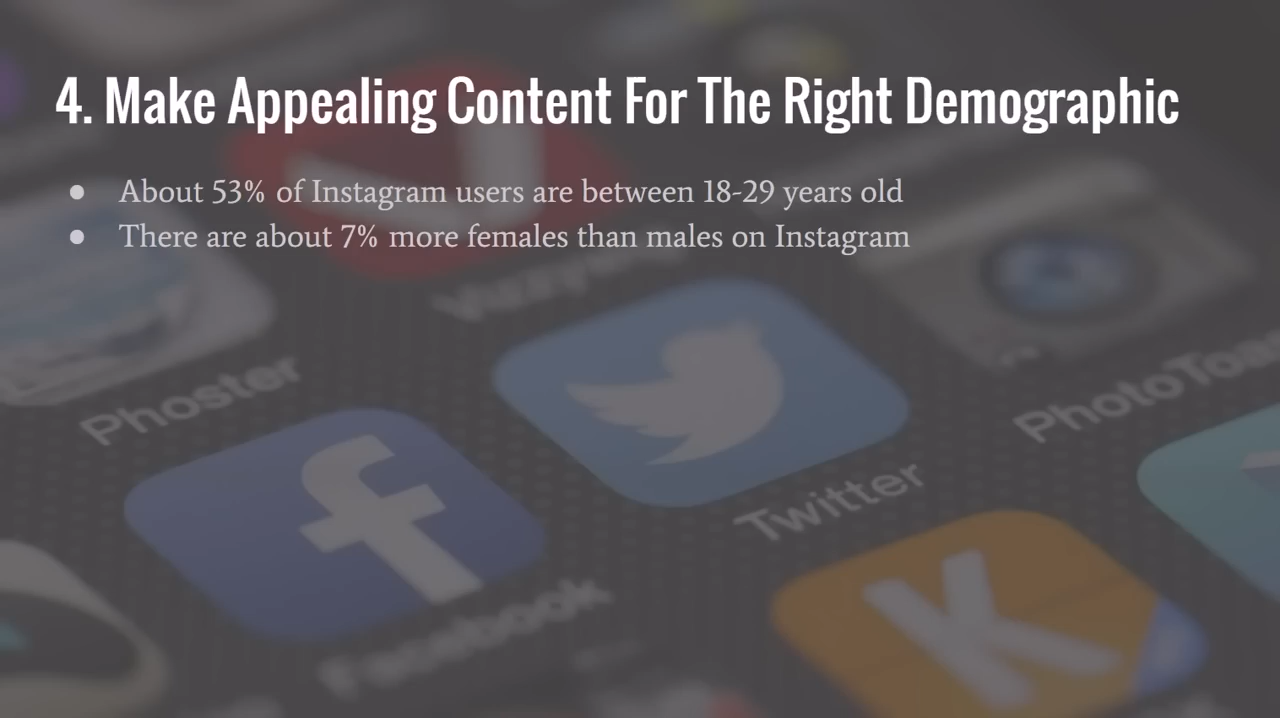 4. Make Appealing Content For The Right Demographic
● About 53% of Instagram users are between 18-29 years old
● There are about 7% more females than males on Instagram
Phoster
Twitter
Facebook